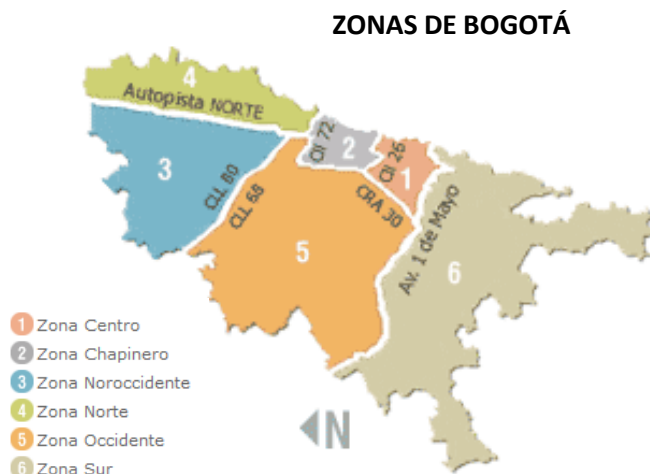 ZONAS DE BOGOTÁ
4
Autopista NORTE
Cll 72
2
Cll 26
1
3
CLL 80
CLL 68
CRA 30
Av. 1 de Mayo
5
6
1 Zona Centro
2 Zona Chapinero
3 Zona Noroccidente
4 Zona Norte
5 Zona Occidente
6 Zona Sur
N